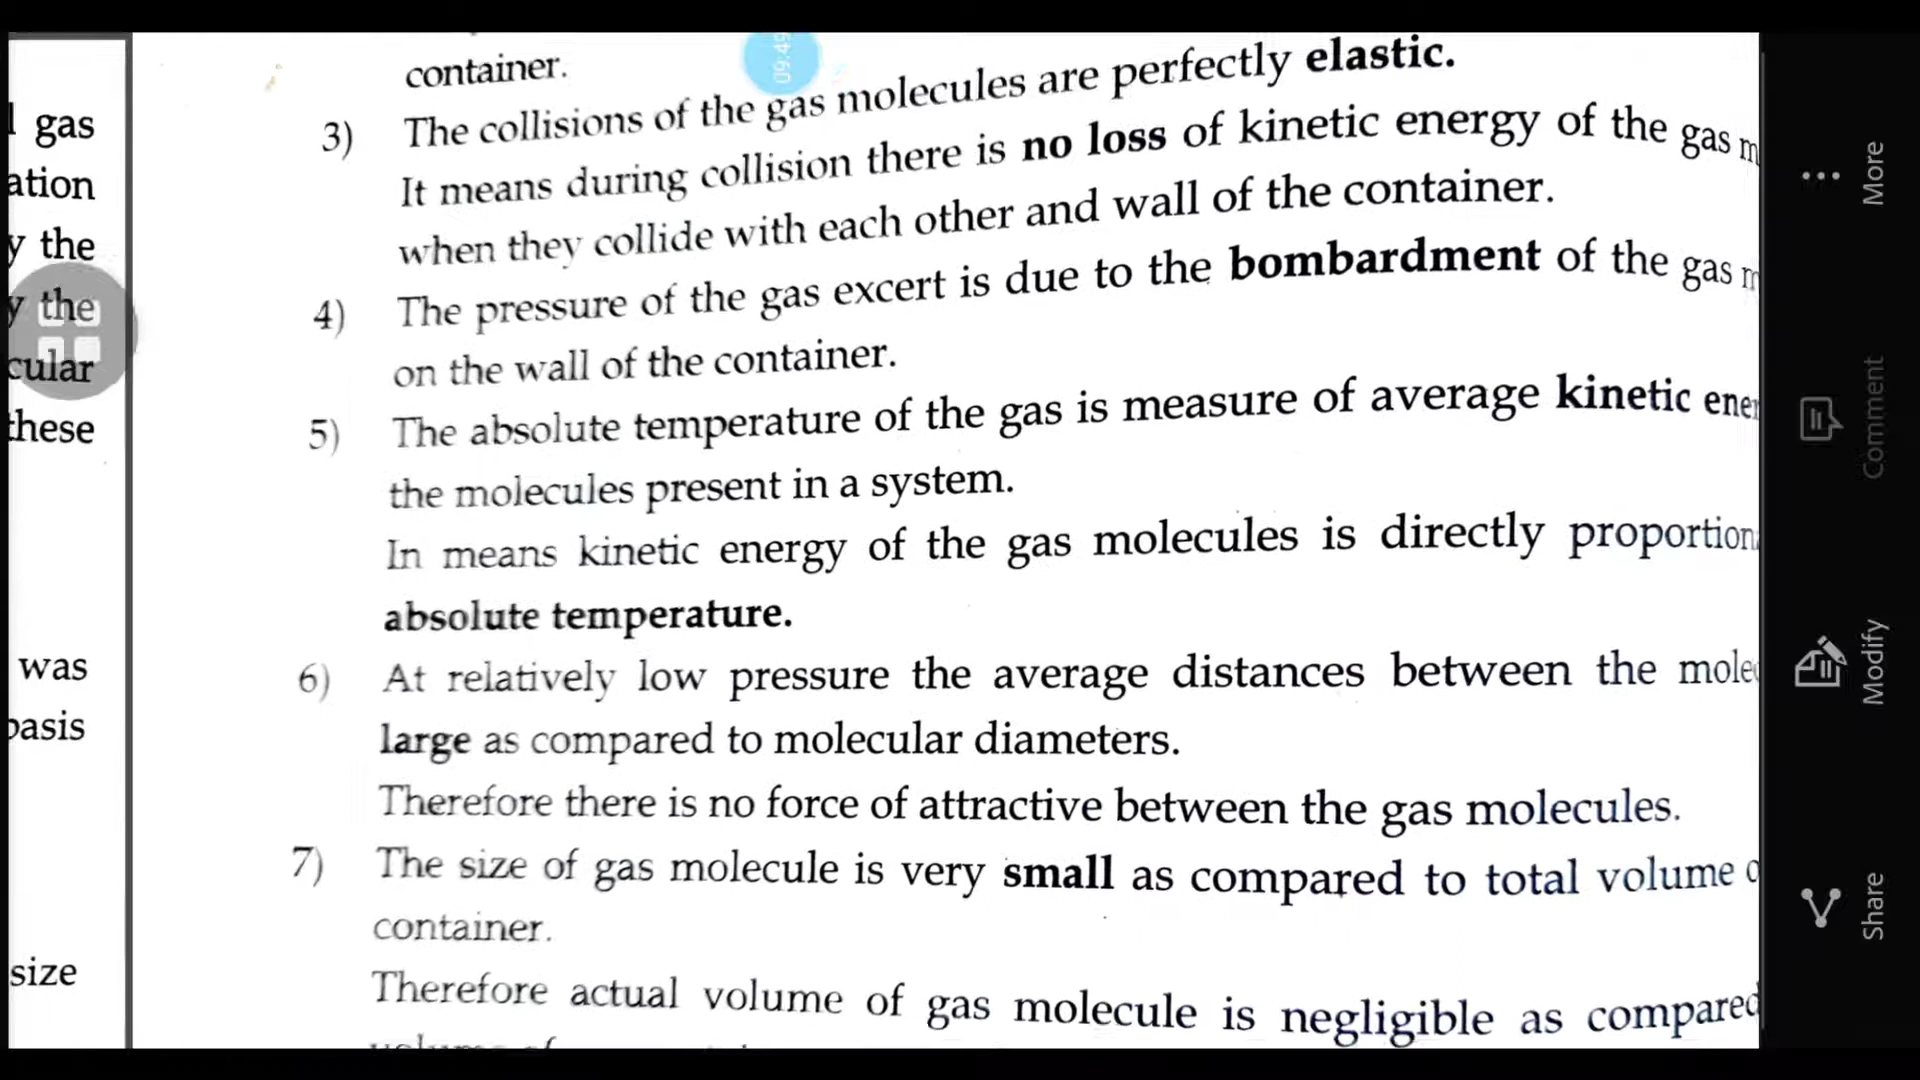 container.
3) The collisions of the gas molecules are perfectly elastic.
It means during collision there is no loss of kinetic energy of the gas
when they collide with each other and wall of the container.
4) The pressure of the gas excert is due to the bombardment of the gas
on the wall of the container.
5) The absolute temperature of the gas is measure of average kinetic
the molecules present in a system.
In means kinetic energy of the gas molecules is directly
absolute temperature.
6) At relatively low pressure the average distances between the
large as compared to molecular diameters.
Therefore there is no force of attractive between the gas molecules.
7) The size of gas molecule is very small as compared to total volume
container.
Therefore actual volume of gas molecule is negligible as compared
gas
ation
y the
y the
cular
these
was
basis
size
09:49
More
Comment
Modify
Share